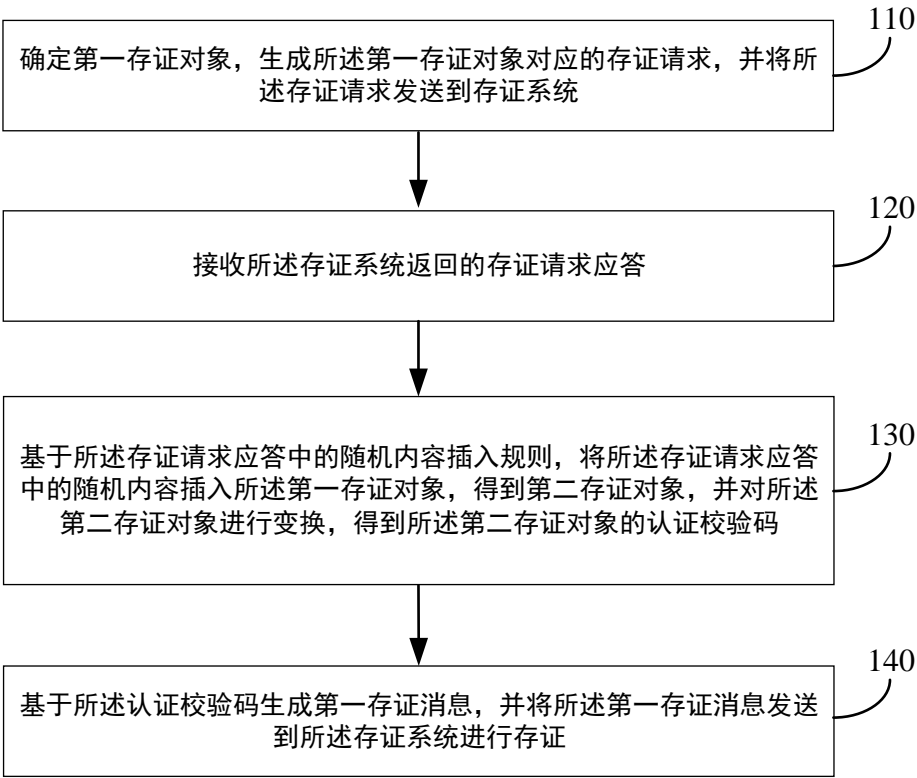 110
确定第一存证对象，生成所述第一存证对象对应的存证请求，并将所
述存证请求发送到存证系统
120
接收所述存证系统返回的存证请求应答
130
基于所述存证请求应答中的随机内容插入规则，将所述存证请求应答
中的随机内容插入所述第一存证对象，得到第二存证对象，并对所述
第二存证对象进行变换，得到所述第二存证对象的认证校验码
140
基于所述认证校验码生成第一存证消息，并将所述第一存证消息发送
到所述存证系统进行存证